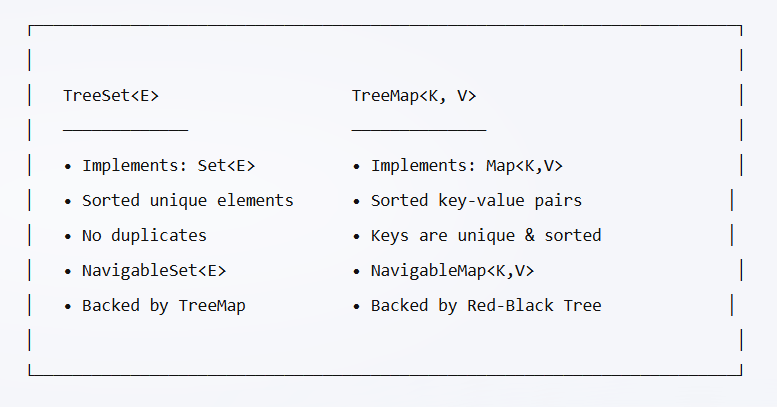 TreeSet<E> TreeMap<K, V>
• Implements: Set<E> • Implements: Map<K,V>
• Sorted unique elements • Sorted key-value pairs
• No duplicates • Keys are unique & sorted
• NavigableSet<E> • NavigableMap<K,V>
• Backed by TreeMap • Backed by Red-Black Tree